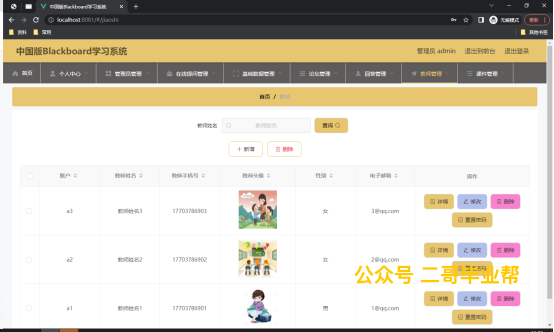 中国版Blackboard学习系统
localhost:8081/#/jiaoshi
无痕模式
更新
资料 常用 其他书签
中国版Blackboard学习系统 管理员 admin 退出到前台 退出登录
首页 个人中心 管理员管理 在线提问管理 基础数据管理 论坛管理 回答管理 教师管理 课件管理
首页 / 教师
教师姓名 教师姓名 查询
+ 新增 删除
账户 教师姓名 教师手机号 教师头像 性别 电子邮箱 操作
a3 教师姓名3 17703786903 女 3@qq.com 详情 修改 删除
重置密码
a2 教师姓名2 17703786902 女 2@qq.com 详情 修改 删除
公众号 二哥毕业帮
a1 教师姓名1 17703786901 男 1@qq.com 详情 修改 删除
重置密码